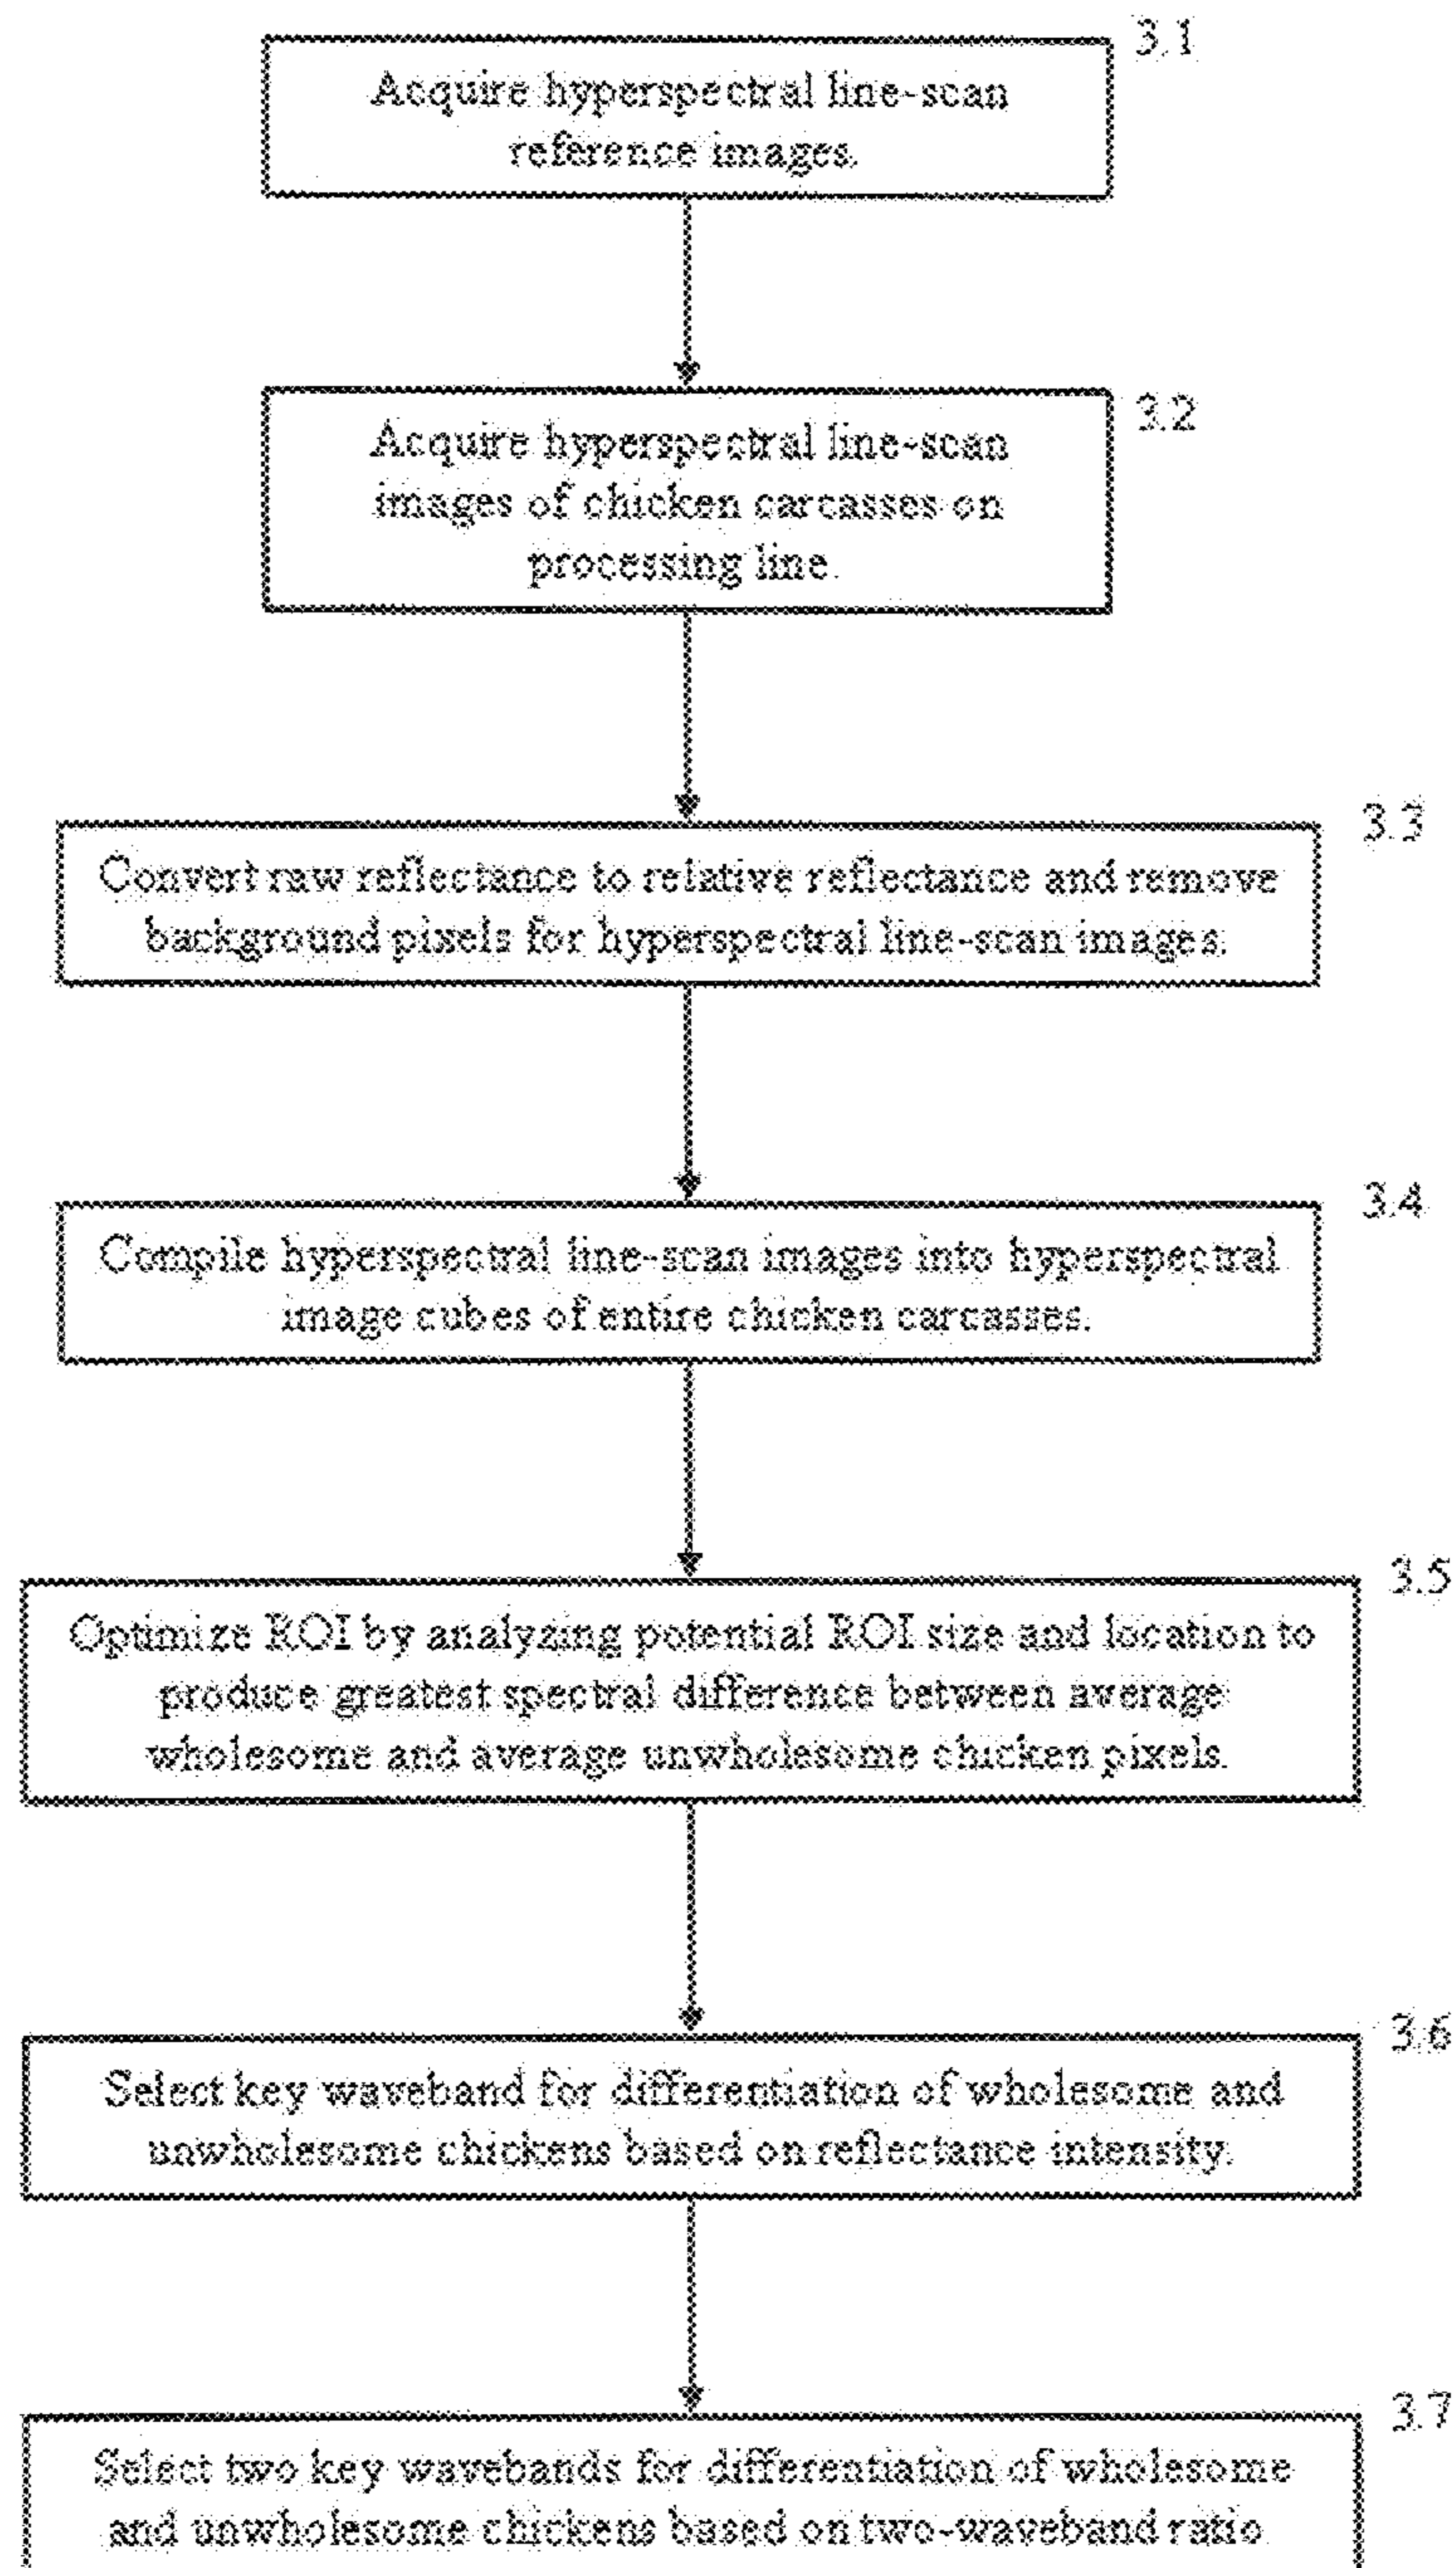 3.1
Acquire hyperspectral line-scan
reference images.
3.2
Acquire hyperspectral line-scan
images of chicken carcasses on
processing line.
3.3
Convert raw reflectance to relative reflectance and remove
background pixels for hyperspectral line-scan images.
3.4
Compile hyperspectral line-scan images into hyperspectral
image cubes of entire chicken carcasses.
3.5
Optimize ROI by analyzing potential ROI size and location to
produce greatest spectral difference between average
wholesome and average unwholesome chicken pixels.
3.6
Select key waveband for differentiation of wholesome and
unwholesome chickens based on reflectance intensity.
3.7
Select two key wavebands for differentiation of wholesome
and unwholesome chickens based on two-waveband ratio